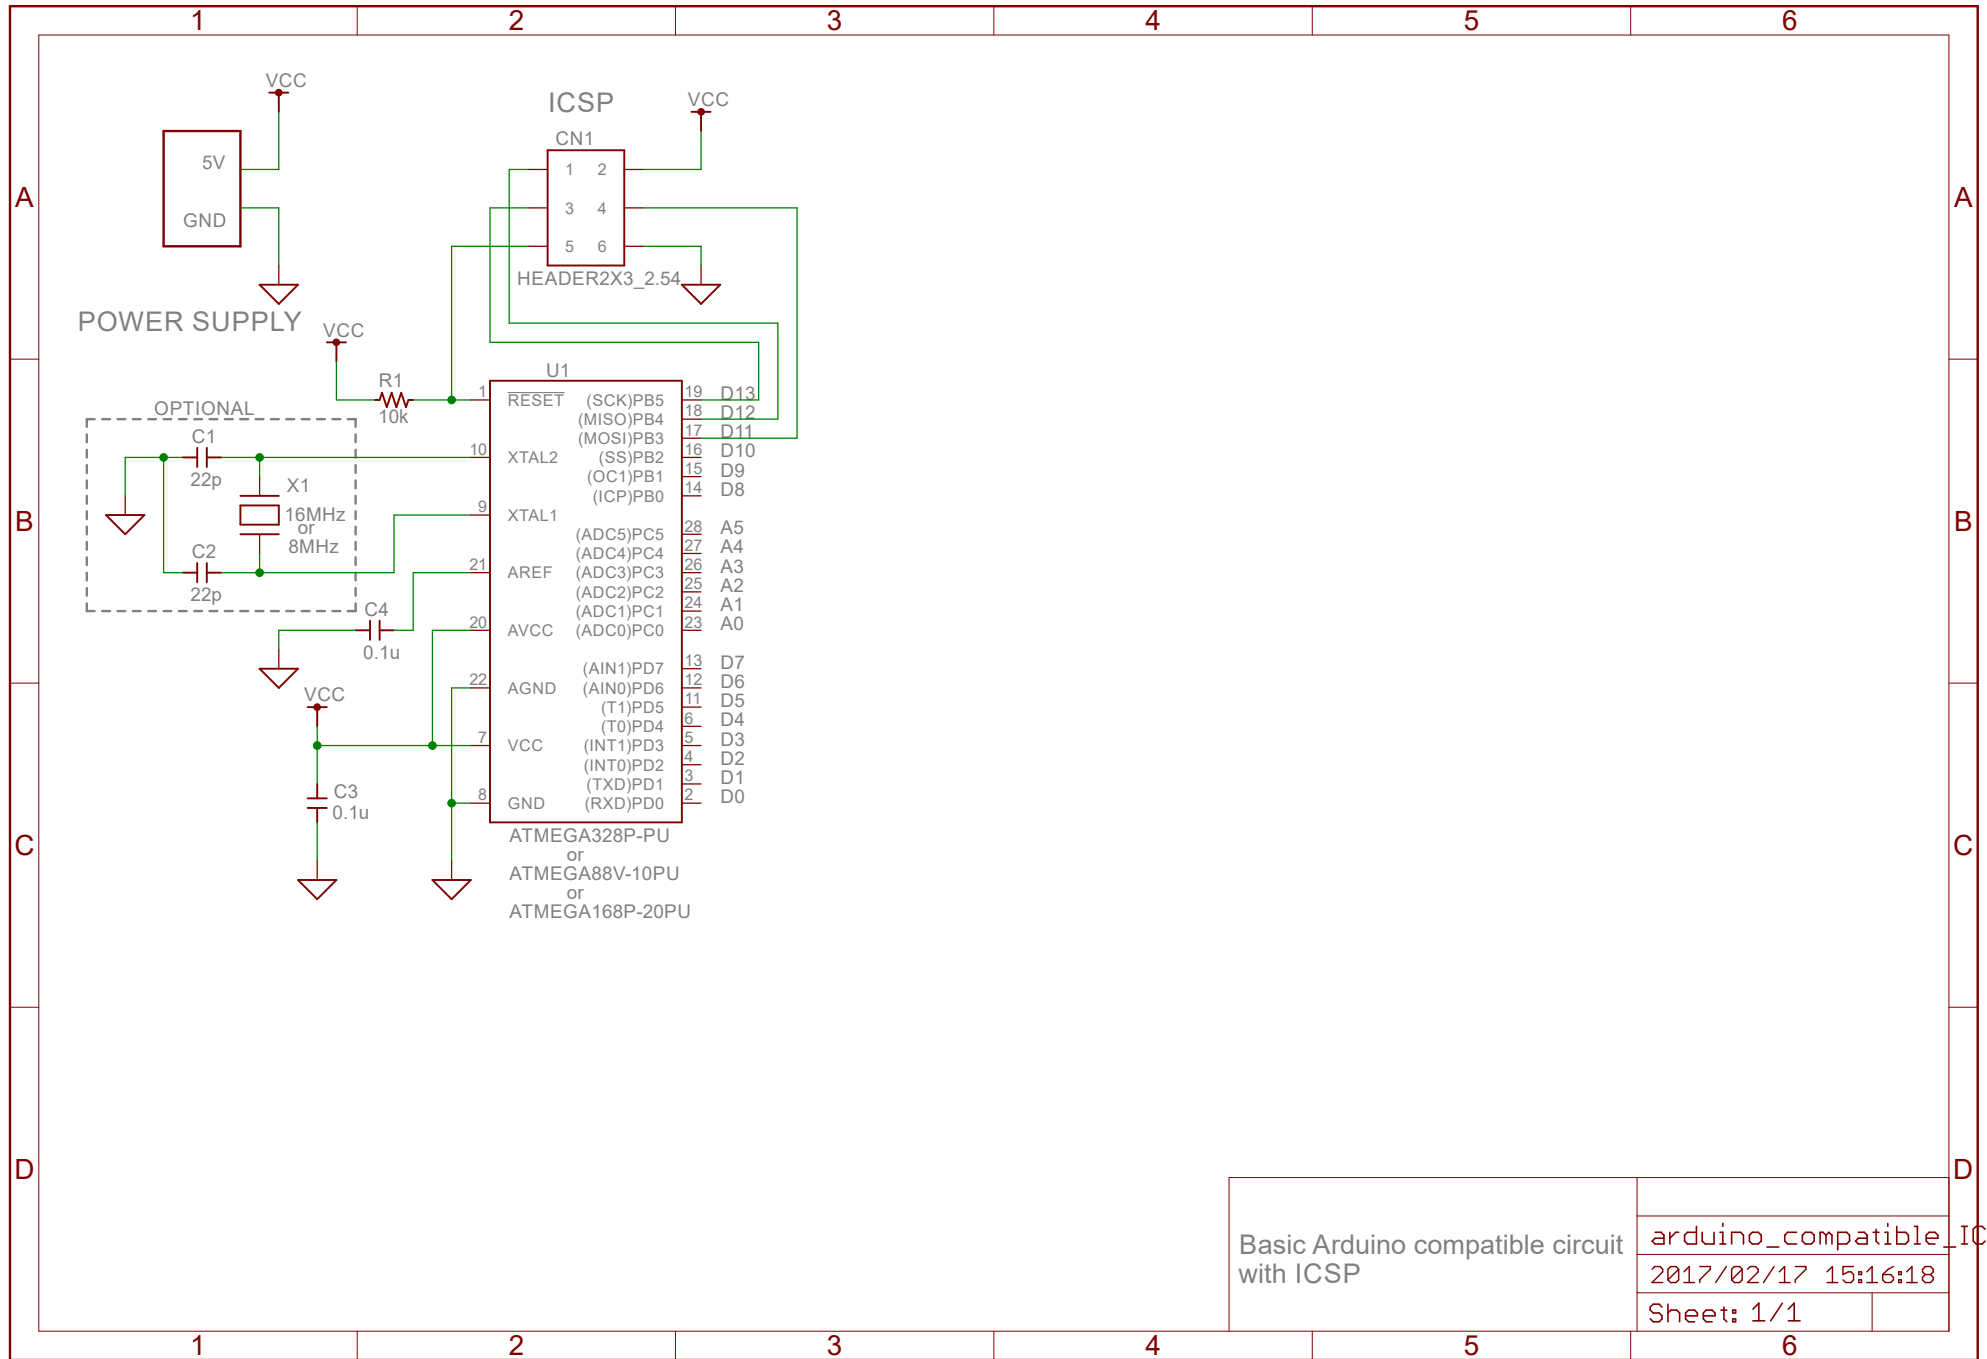 1 2 3 4 5 6
A A
B B
C C
D D
VCC
5V
GND
POWER SUPPLY
ICSP
CN1
VCC
1 2
3 4
5 6
HEADER2X3_2.54
VCC
R1
10k
OPTIONAL
C1
22p
X1
16MHz
or
8MHz
C2
22p
C4
0.1u
VCC
C3
0.1u
U1
1 RESET (SCK)PB5 19 D13
(MISO)PB4 18 D12
(MOSI)PB3 17 D11
10 XTAL2 (SS)PB2 16 D10
(OC1)PB1 15 D9
(ICP)PB0 14 D8
9 XTAL1
(ADC5)PC5 28 A5
(ADC4)PC4 27 A4
21 AREF (ADC3)PC3 26 A3
(ADC2)PC2 25 A2
(ADC1)PC1 24 A1
20 AVCC (ADC0)PC0 23 A0
(AIN1)PD7 13 D7
22 AGND (AIN0)PD6 12 D6
(T1)PD5 11 D5
(T0)PD4 6 D4
7 VCC (INT1)PD3 5 D3
(INT0)PD2 4 D2
(TXD)PD1 3 D1
8 GND (RXD)PD0 2 D0
ATMEGA328P-PU
or
ATMEGA88V-10PU
or
ATMEGA168P-20PU
Basic Arduino compatible circuit
with ICSP
arduino_compatible_IC
2017/02/17 15:16:18
Sheet: 1/1
1 2 3 4 5 6